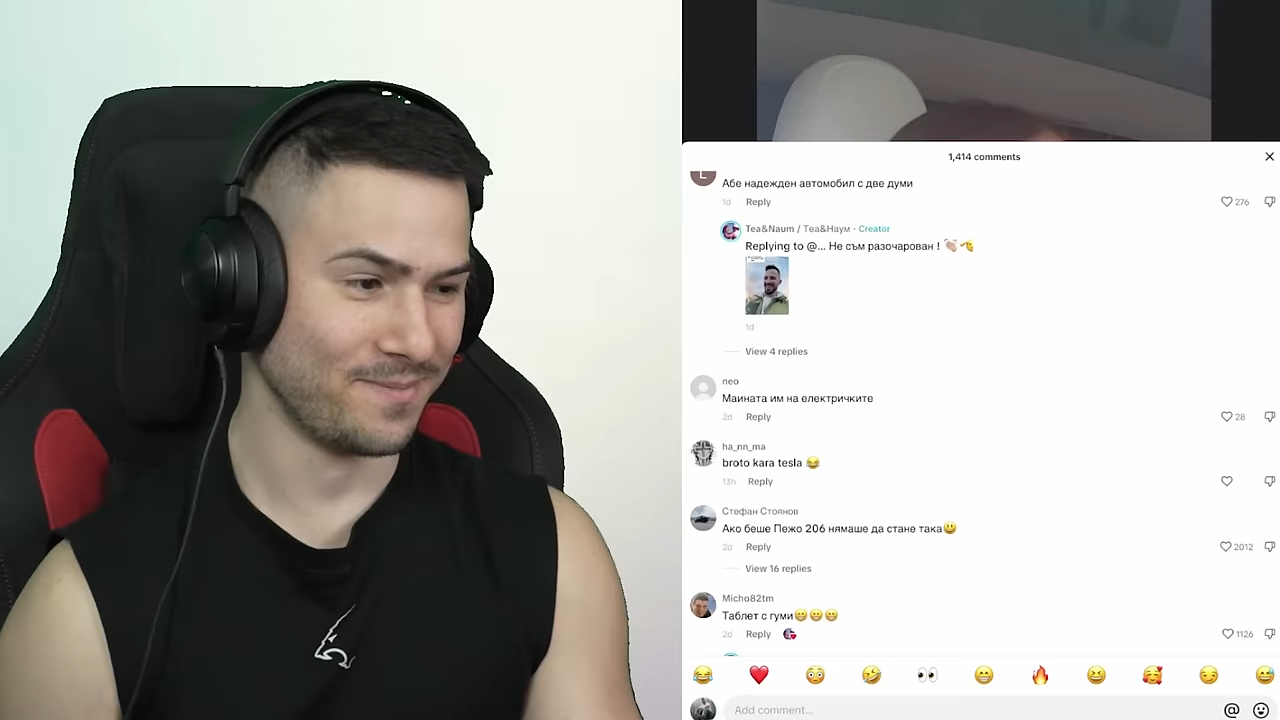 1,414 comments
L
Абе надежден автомобил с две думи
1d Reply 276
Tea&Naum / Теа&Наум · Creator
Replying to @... Не съм разочарован ! 👏🏼 🫡
1d
View 4 replies
neo
Маината им на електричките
2d Reply 28
ha_nn_ma
broto kara tesla 😂
13h Reply
Стефан Стоянов
Ако беше Пежо 206 нямаше да стане така😃
2d Reply 2012
View 16 replies
Micho82tm
Таблет с гуми😁😁😁
2d Reply 1126
Add comment...
@